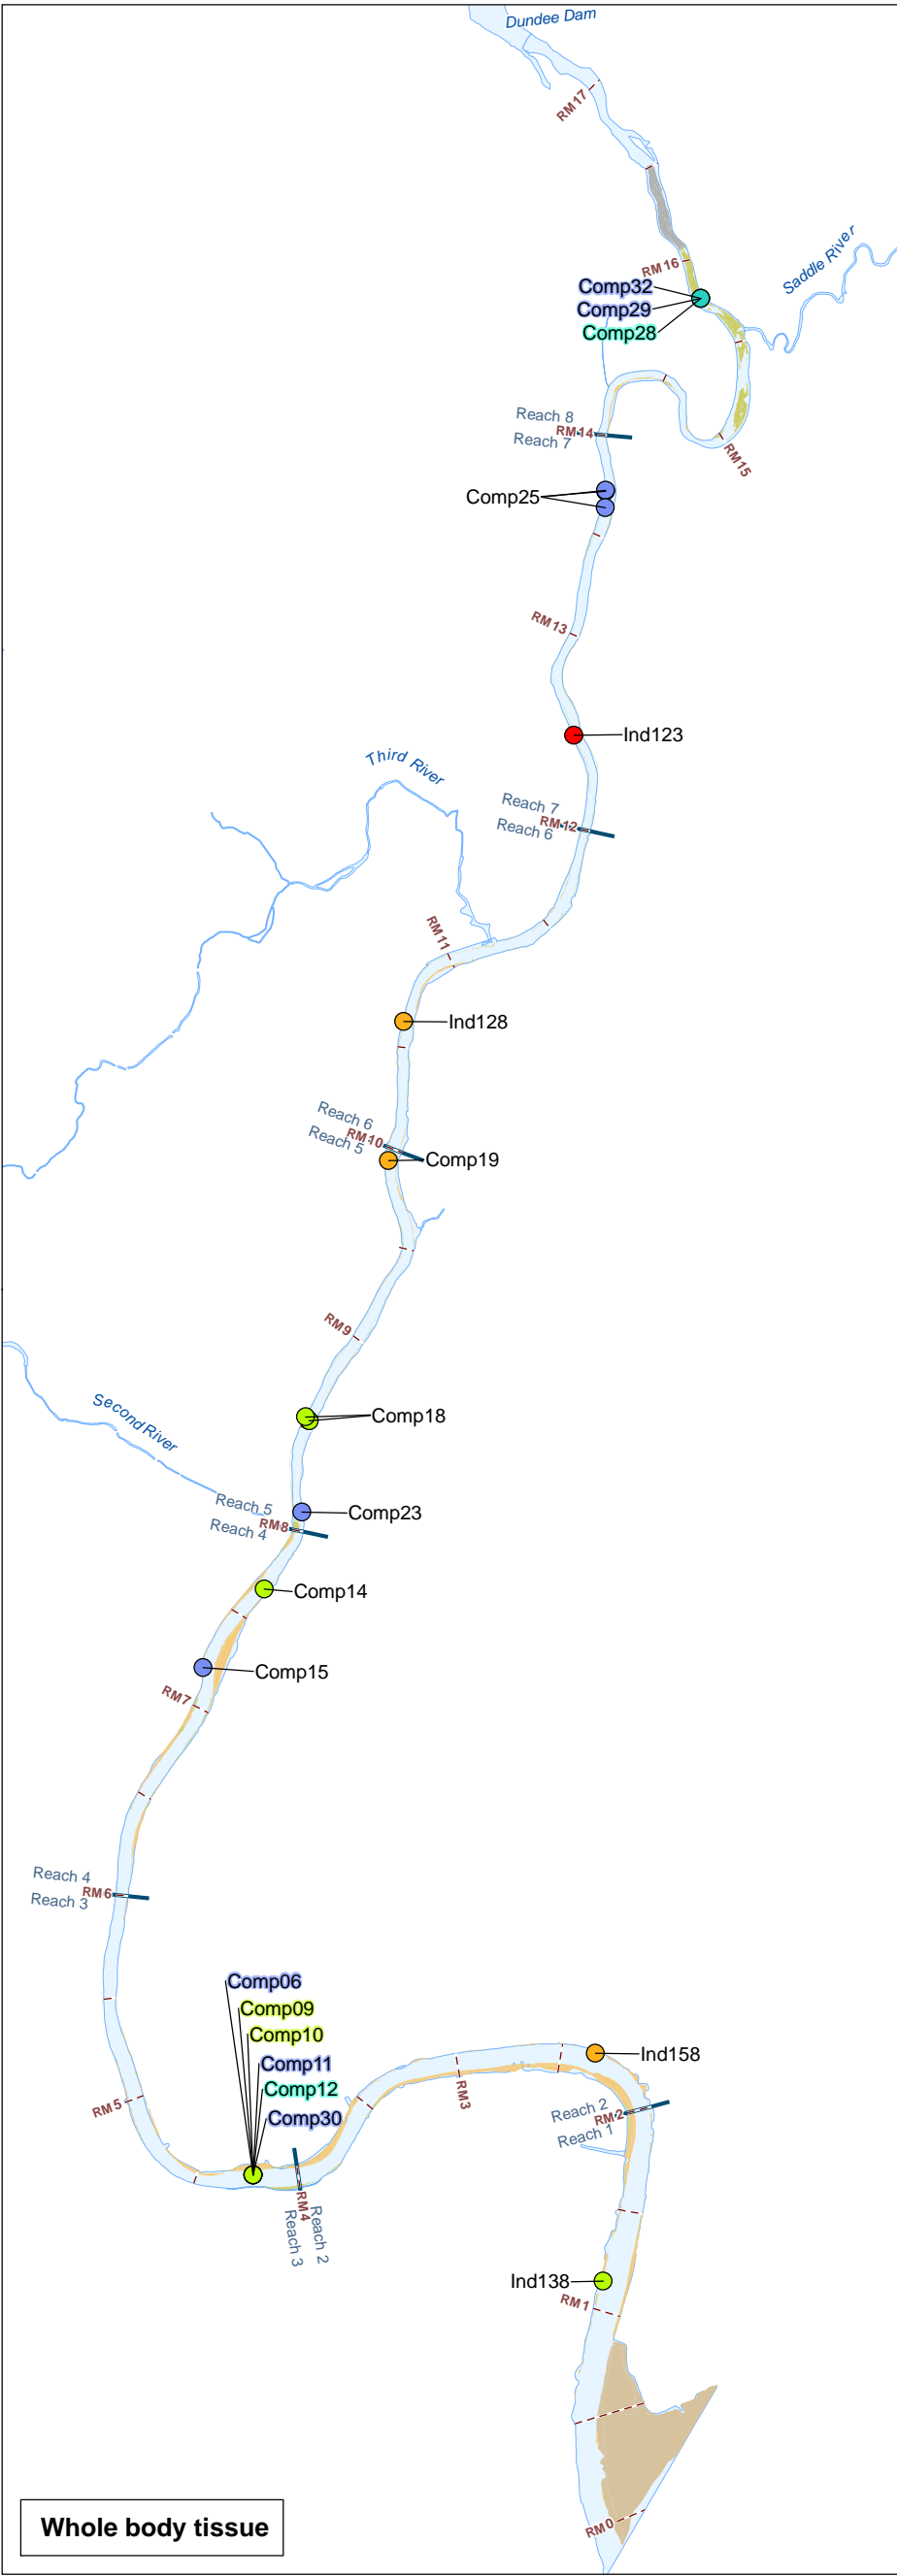 Dundee Dam
RM17
Saddle River
RM16
Comp32
Comp29
Comp28
Reach 8
RM14
Reach 7
RM15
Comp25
RM13
Ind123
Third River
Reach 7
RM12
Reach 6
RM11
Ind128
Reach 6
RM10
Reach 5
Comp19
RM9
Second River
Comp18
Reach 5
Comp23
RM8
Reach 4
Comp14
Comp15
RM7
Reach 4
RM6
Reach 3
Comp06
Comp09
Comp10
Comp11
Comp12
Comp30
Ind158
RM3
RM5
Reach 2
RM2
Reach 1
RM4
Reach 2
Reach 3
Ind138
RM1
Whole body tissue
RM0